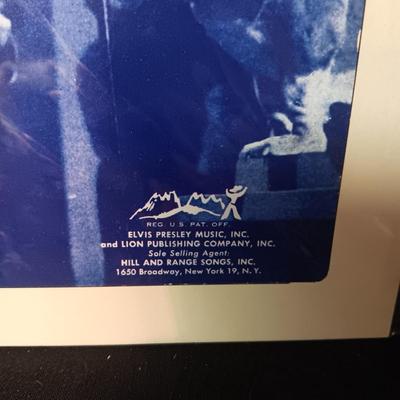 REG. U.S. PAT. OFF.
ELVIS PRESLEY MUSIC, INC.
and LION PUBLISHING COMPANY, INC.
Sole Selling Agent:
HILL AND RANGE SONGS, INC.
1650 Broadway, New York 19, N. Y.